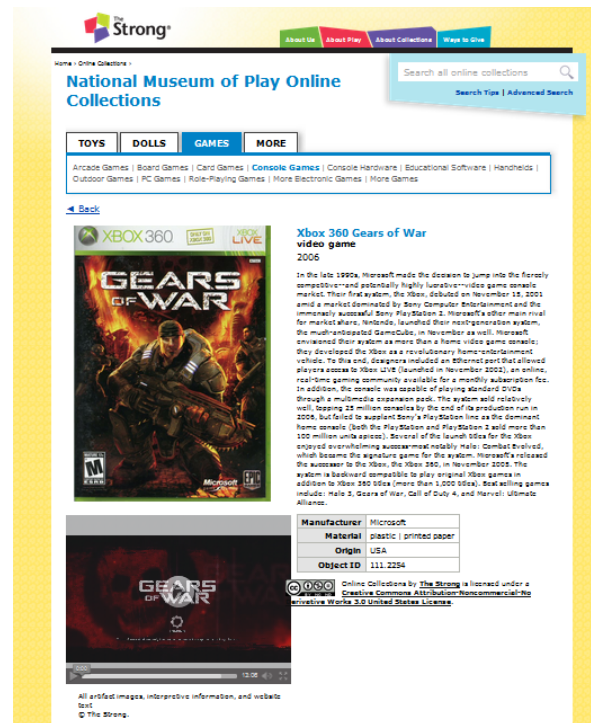 The
Strong®
About Us
About Play
About Collections
Ways to Give
Home > Online Collections >
National Museum of Play Online
Collections
Search all online collections
Search Tips | Advanced Search
TOYS
DOLLS
GAMES
MORE
Arcade Games | Board Games | Card Games | Console Games | Console Hardware | Educational Software | Handhelds |
Outdoor Games | PC Games | Role-Playing Games | More Electronic Games | More Games
◄ Back
XBOX 360
XBOX
LIVE
GEARS
OF WAR
M
Microsoft
Xbox 360 Gears of War
video game
2006
In the late 1990s, Microsoft made the decision to jump into the fiercely
competitive--and potentially highly lucrative--video game console
market. Their first system, the Xbox, debuted on November 15, 2001
amid a market dominated by Sony Computer Entertainment and the
immensely successful Sony PlayStation 2. Microsoft's other main rival
for market share, Nintendo, launched their next-generation system,
the much-anticipated GameCube, in November as well. Microsoft
envisioned their system as more than a home video game console;
they developed the Xbox as a revolutionary home-entertainment
vehicle. To this end, designers included an Ethernet port that allowed
players access to Xbox LIVE (launched in November 2002), an online,
real-time gaming community available for a monthly subscription fee.
In addition, the console was capable of playing standard DVDs
through a multimedia expansion pack. The system sold relatively
well, topping 25 million consoles by the end of its production run in
2006, but failed to supplant Sony's PlayStation line as the dominant
home console (both the PlayStation and PlayStation 2 sold more than
100 million units apiece). Several of the launch titles for the Xbox
enjoyed overwhelming success-most notably Halo: Combat Evolved,
which became the signature game for the system. Microsoft's released
the successor to the Xbox, the Xbox 360, in November 2005. The
system is backward compatible to play original Xbox games in
addition to Xbox 360 titles (more than 1,000 titles). Best selling games
include: Halo 3, Gears of War, Call of Duty 4, and Marvel: Ultimate
Alliance.
Manufacturer Microsoft
Material plastic | printed paper
Origin USA
Object ID 111.2254
GEARS
OF WAR
0:00
Online Collections by The Strong is licensed under a
Creative Commons Attribution-Noncommercial-No
erivative Works 3.0 United States License.
All artifact images, interpretive information, and website
text
© The Strong.